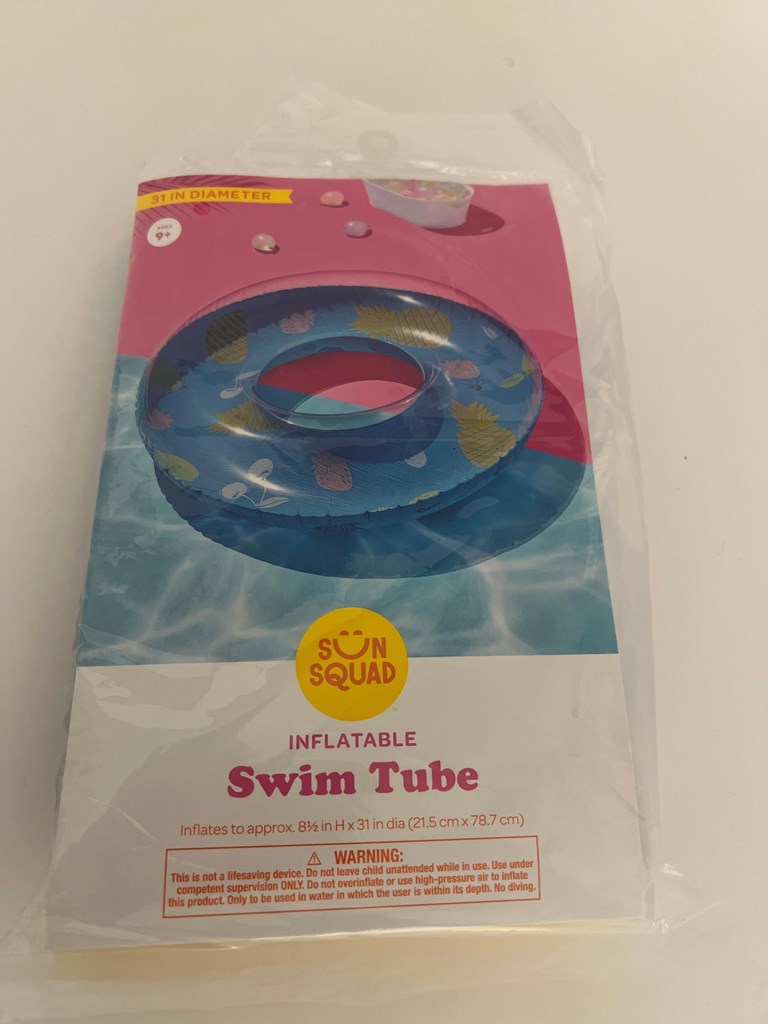 31 IN DIAMETER
AGES
9+
SUN
SQUAD
INFLATABLE
Swim Tube
Inflates to approx. 8½ in H x 31 in dia (21.5 cm x 78.7 cm)
⚠ WARNING:
This is not a lifesaving device. Do not leave child unattended while in use. Use under
competent supervision ONLY. Do not overinflate or use high-pressure air to inflate
this product. Only to be used in water in which the user is within its depth. No diving.